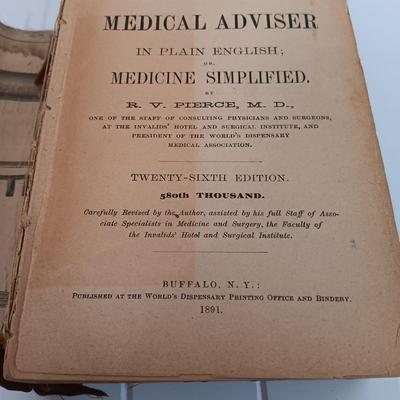 MEDICAL ADVISER
IN PLAIN ENGLISH;
OR,
MEDICINE SIMPLIFIED.
BY
R. V. PIERCE, M. D.,
ONE OF THE STAFF OF CONSULTING PHYSICIANS AND SURGEONS,
AT THE INVALIDS' HOTEL AND SURGICAL INSTITUTE, AND
PRESIDENT OF THE WORLD'S DISPENSARY
MEDICAL ASSOCIATION.
TWENTY-SIXTH EDITION.
580th THOUSAND.
Carefully Revised by the Author, assisted by his full Staff of Asso-
ciate Specialists in Medicine and Surgery, the Faculty of
the Invalids' Hotel and Surgical Institute.
BUFFALO, N. Y.:
PUBLISHED AT THE WORLD'S DISPENSARY PRINTING OFFICE AND BINDERY.
1891.